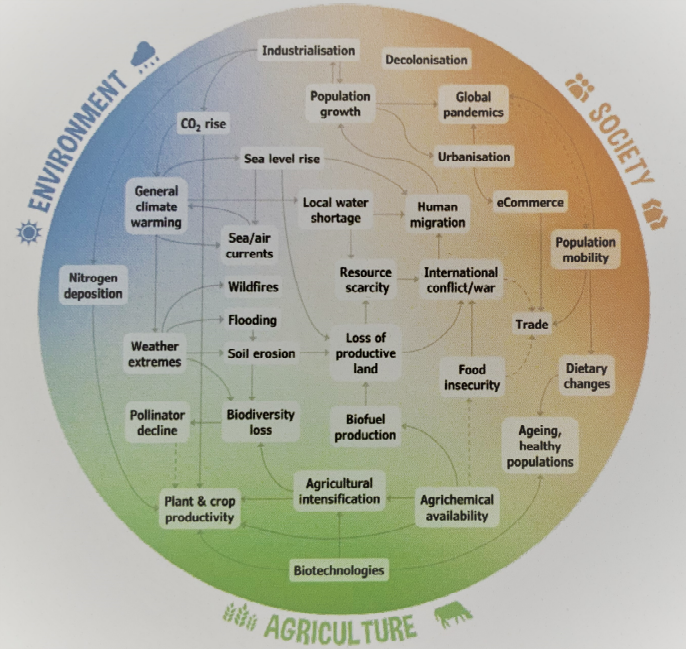 ENVIRONMENT
SOCIETY
Industrialisation
Decolonisation
Population
growth
Global
pandemics
CO₂ rise
Sea level rise
Urbanisation
General
climate
warming
Local water
shortage
Human
migration
eCommerce
Sea/air
currents
Population
mobility
Nitrogen
deposition
Wildfires
Resource
scarcity
International
conflict/war
Flooding
Trade
Weather
extremes
Soil erosion
Loss of
productive
land
Food
insecurity
Dietary
changes
Pollinator
decline
Biodiversity
loss
Biofuel
production
Ageing,
healthy
populations
Plant & crop
productivity
Agricultural
intensification
Agrichemical
availability
Biotechnologies
AGRICULTURE